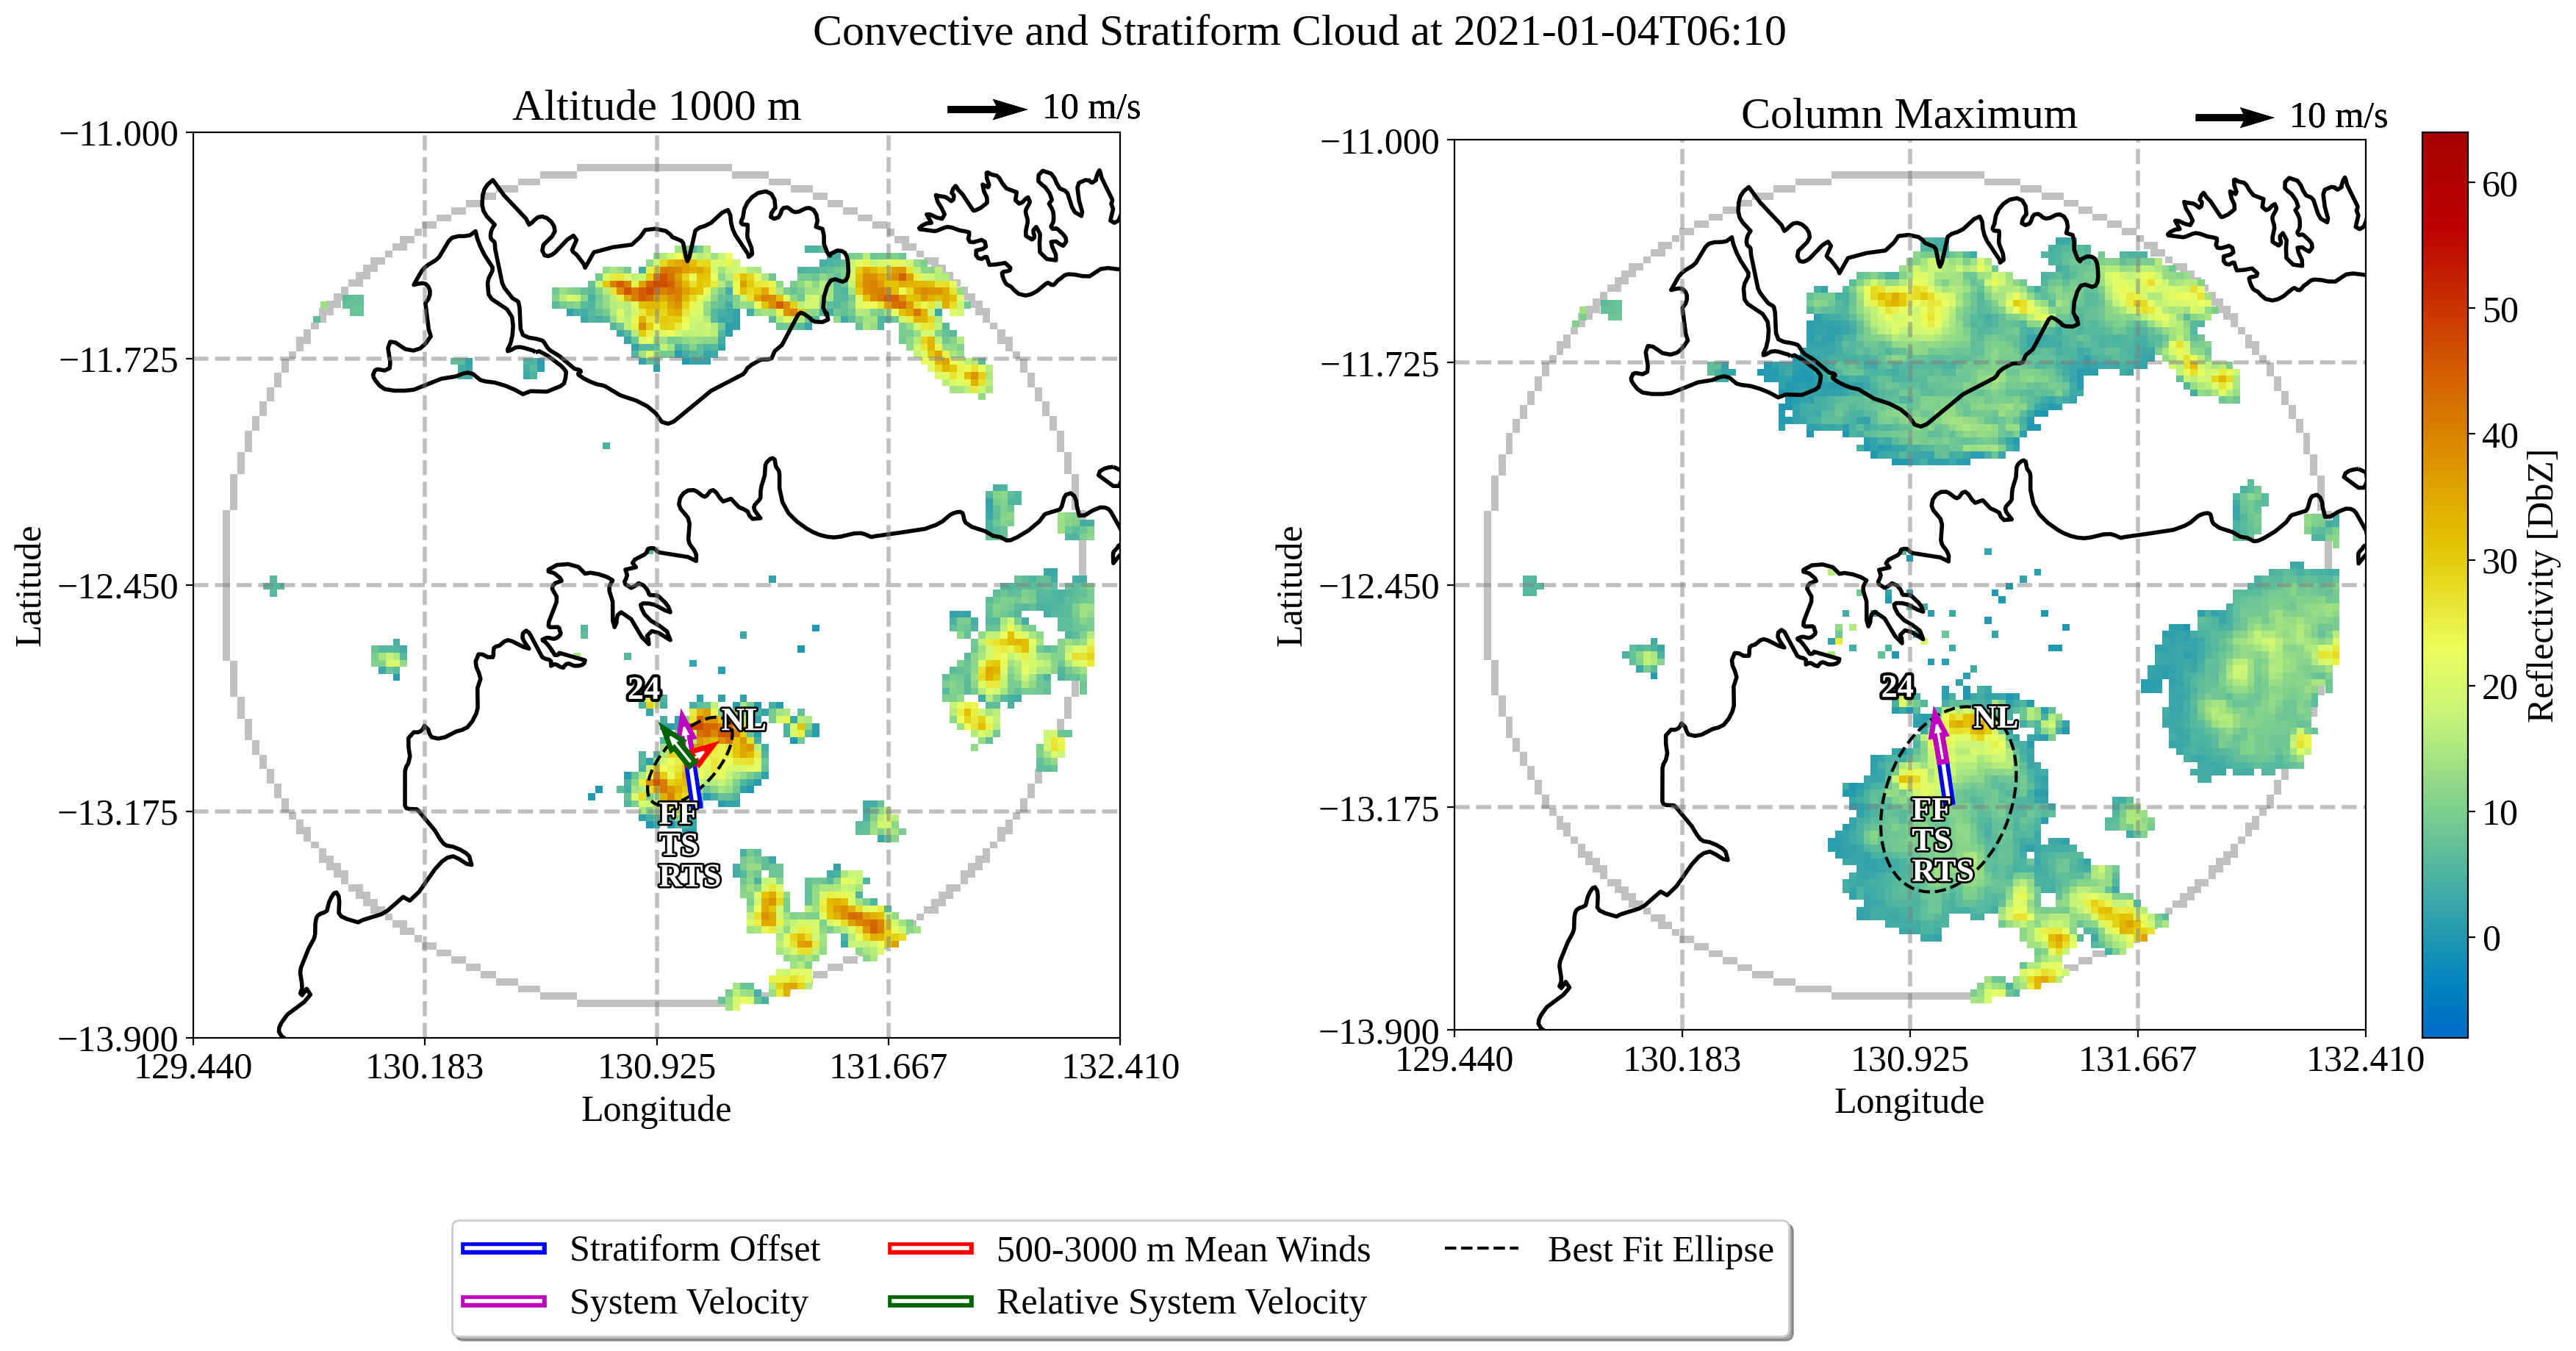 Convective and Stratiform Cloud at 2021-01-04T06:10
Altitude 1000 m
10 m/s
−11.000
−11.725
−12.450
−13.175
−13.900
129.440
130.183
130.925
131.667
132.410
Latitude
Longitude
24
NL
FF
TS
RTS
Column Maximum
10 m/s
−11.000
−11.725
−12.450
−13.175
−13.900
129.440
130.183
130.925
131.667
132.410
Latitude
Longitude
24
NL
FF
TS
RTS
60
50
40
30
20
10
0
Reflectivity [DbZ]
Stratiform Offset
500-3000 m Mean Winds
Best Fit Ellipse
System Velocity
Relative System Velocity